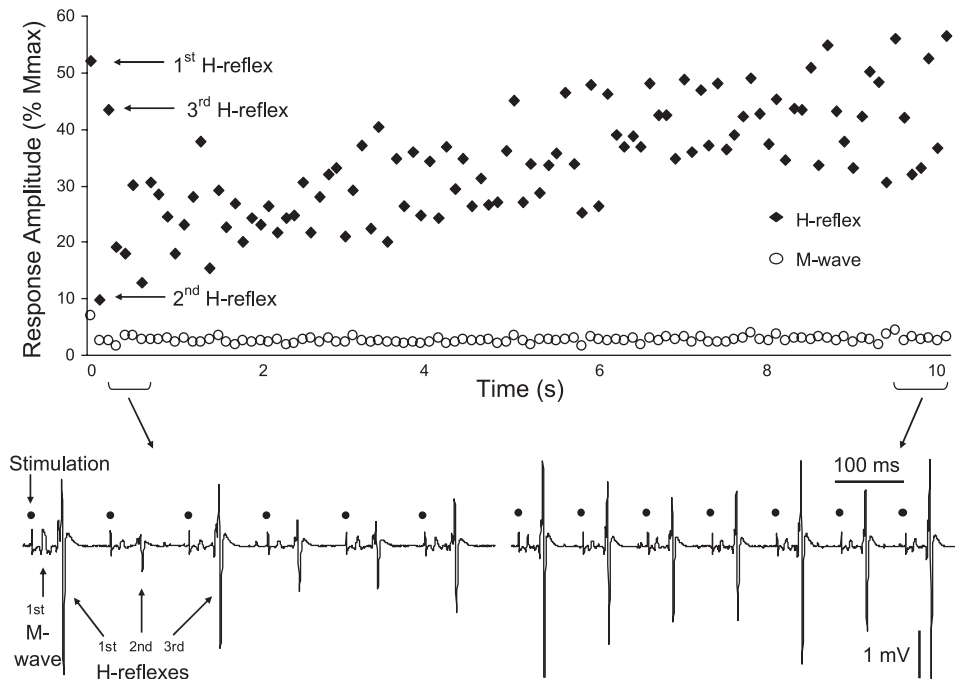 Response Amplitude (% Mmax)
60
50
40
30
20
10
0
1st H-reflex
3rd H-reflex
2nd H-reflex
H-reflex
M-wave
0 2 4 6 8 10
Time (s)
Stimulation
100 ms
1st
M-
wave
1st 2nd 3rd
H-reflexes
1 mV